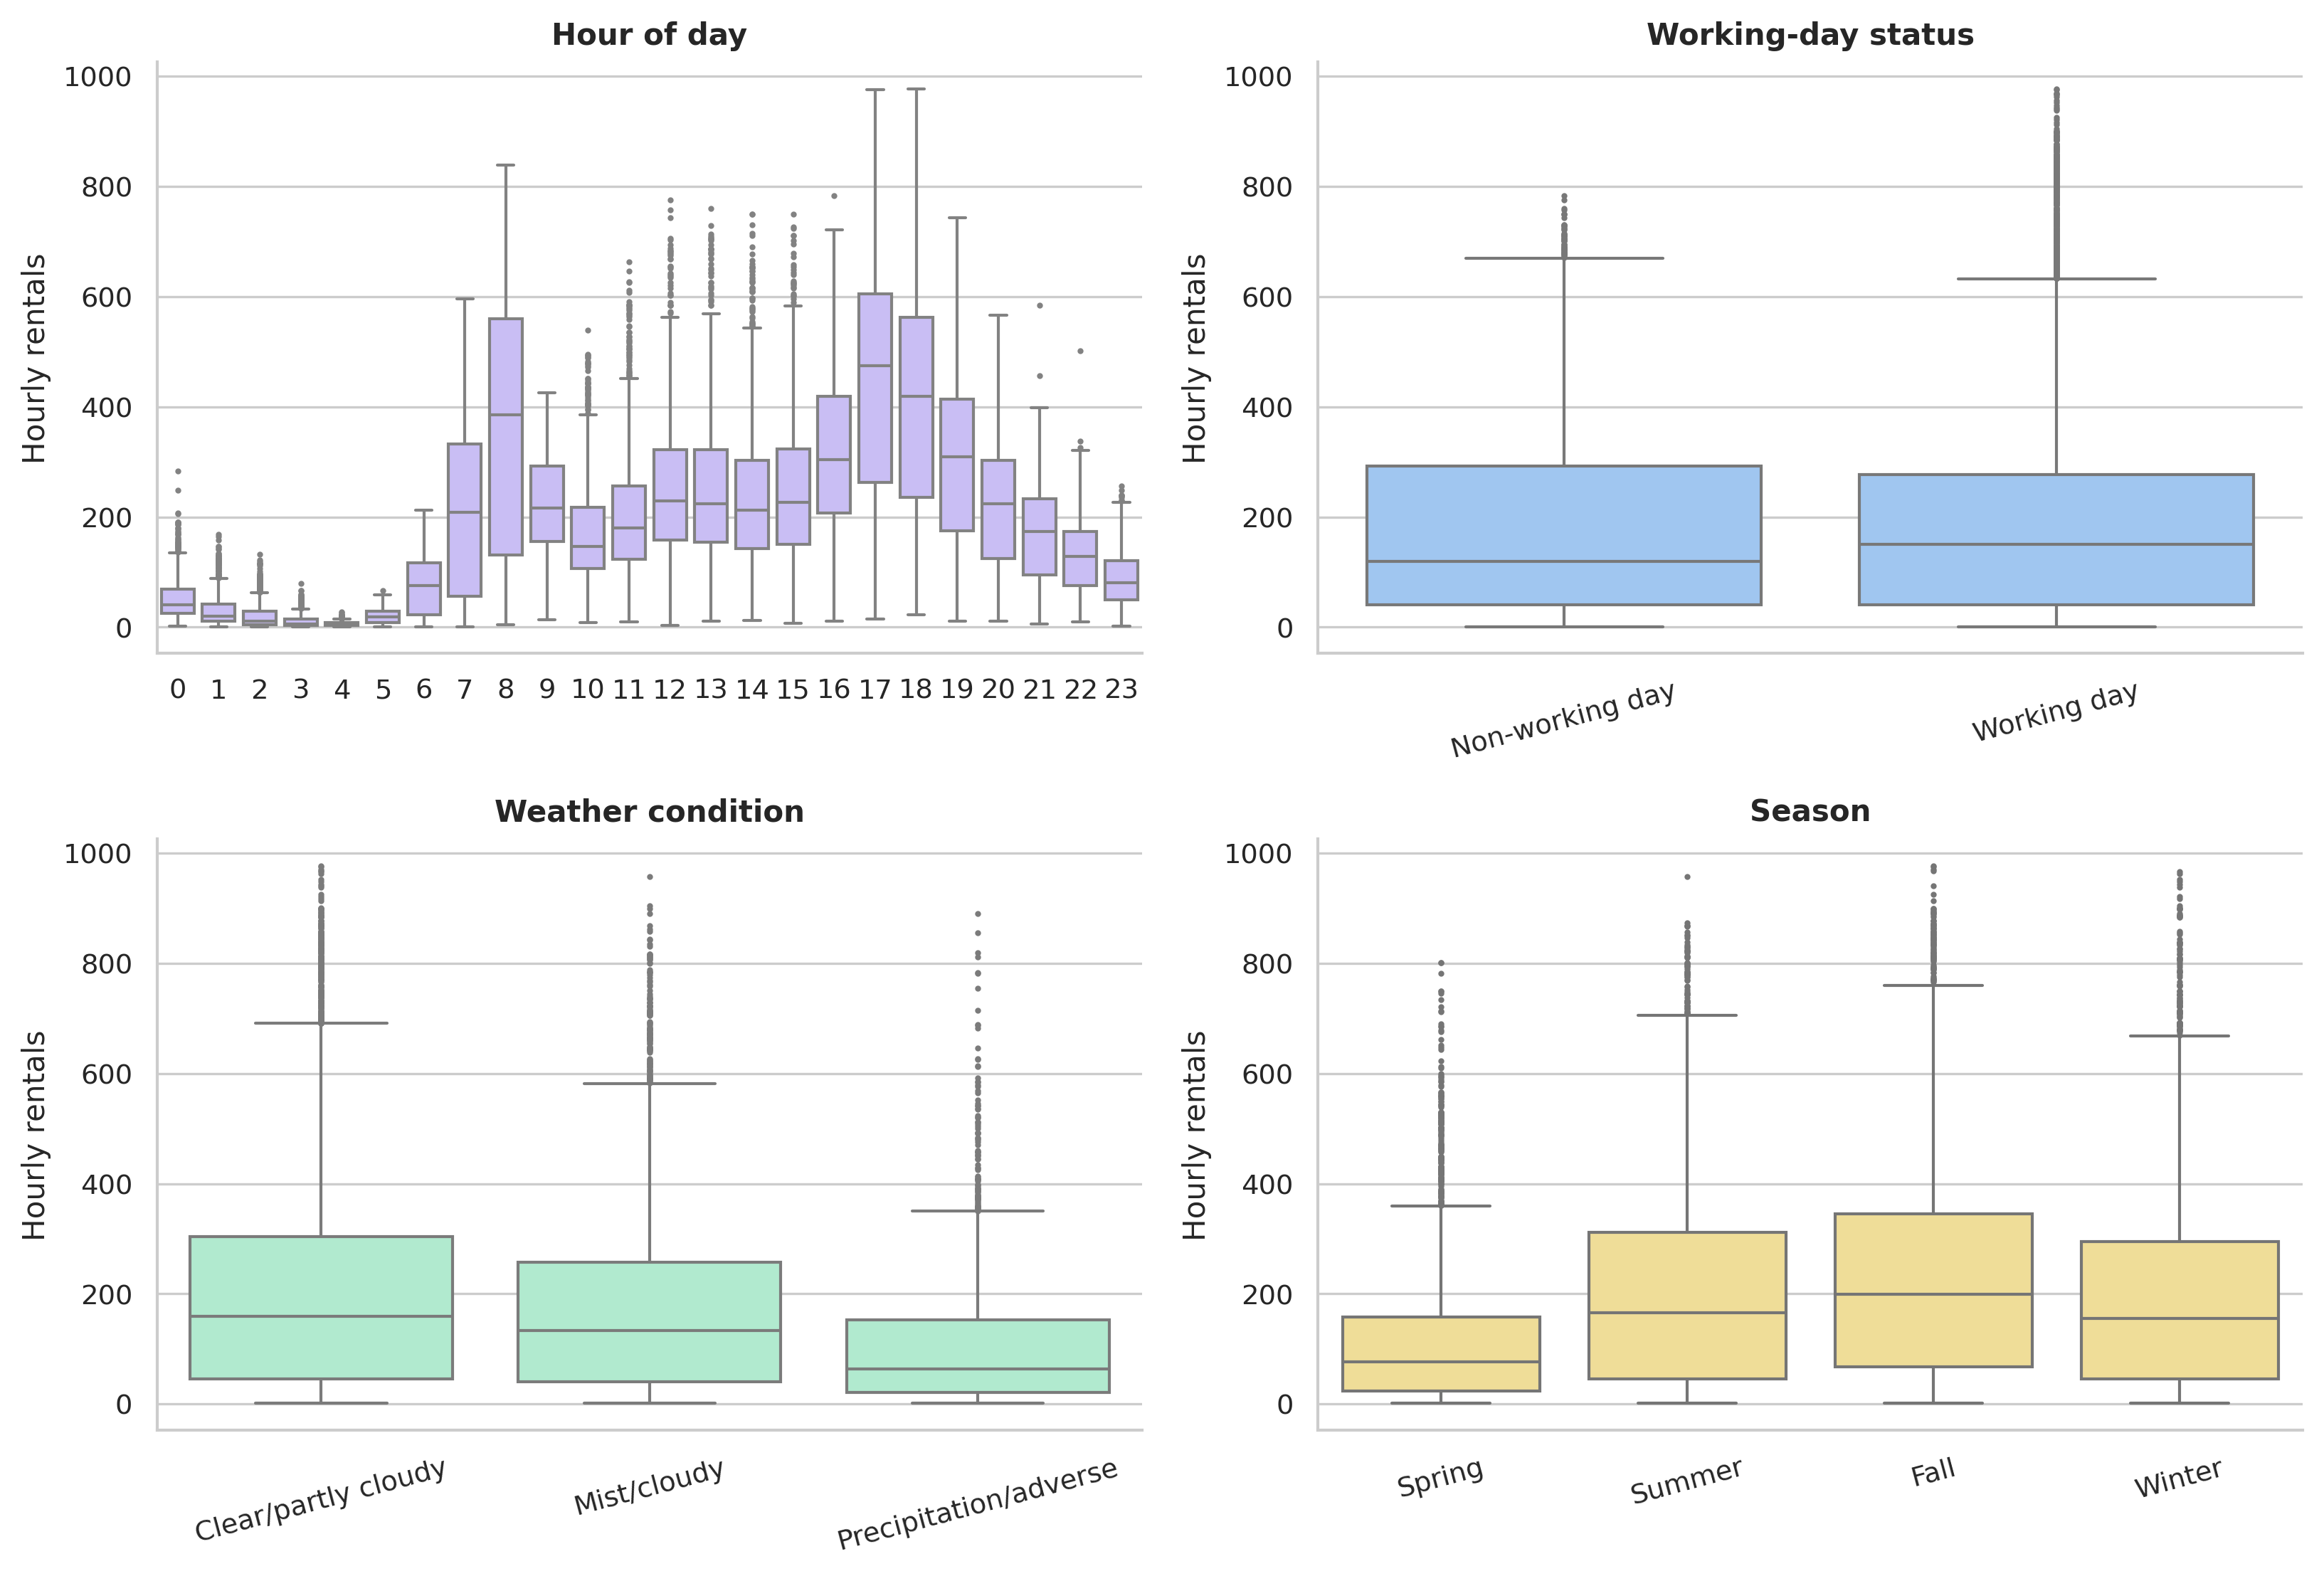 Hour of day
Hourly rentals
1000
800
600
400
200
0
0 1 2 3 4 5 6 7 8 9 10 11 12 13 14 15 16 17 18 19 20 21 22 23
Working-day status
Hourly rentals
1000
800
600
400
200
0
Non-working day
Working day
Weather condition
Hourly rentals
1000
800
600
400
200
0
Clear/partly cloudy
Mist/cloudy
Precipitation/adverse
Season
Hourly rentals
1000
800
600
400
200
0
Spring
Summer
Fall
Winter